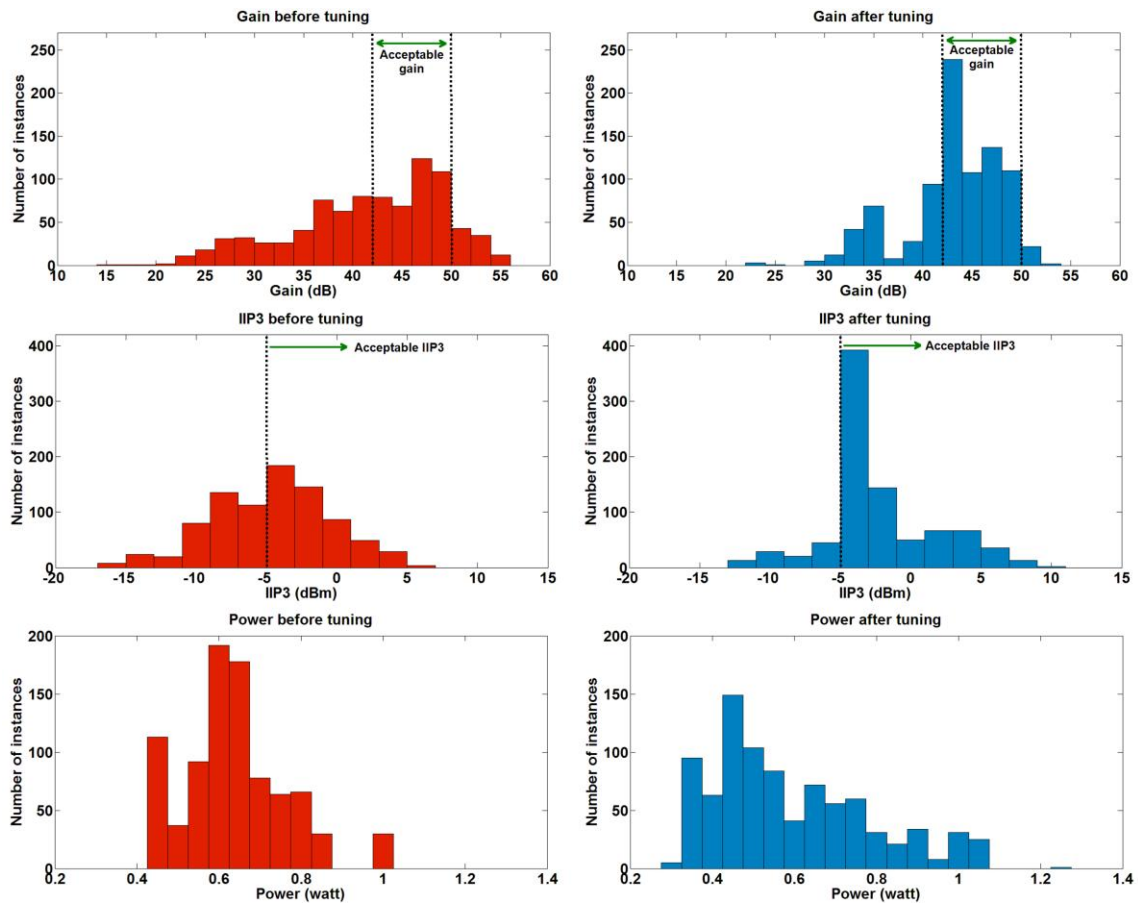 Gain before tuning
Number of instances
250
200
150
100
50
0
Acceptable
gain
10 15 20 25 30 35 40 45 50 55 60
Gain (dB)
Gain after tuning
Number of instances
250
200
150
100
50
0
Acceptable
gain
10 15 20 25 30 35 40 45 50 55 60
Gain (dB)
IIP3 before tuning
Number of instances
400
300
200
100
0
Acceptable IIP3
-20 -15 -10 -5 0 5 10 15
IIP3 (dBm)
IIP3 after tuning
Number of instances
400
300
200
100
0
Acceptable IIP3
-20 -15 -10 -5 0 5 10 15
IIP3 (dBm)
Power before tuning
Number of instances
200
150
100
50
0
0.2 0.4 0.6 0.8 1 1.2 1.4
Power (watt)
Power after tuning
Number of instances
200
150
100
50
0
0.2 0.4 0.6 0.8 1 1.2 1.4
Power (watt)